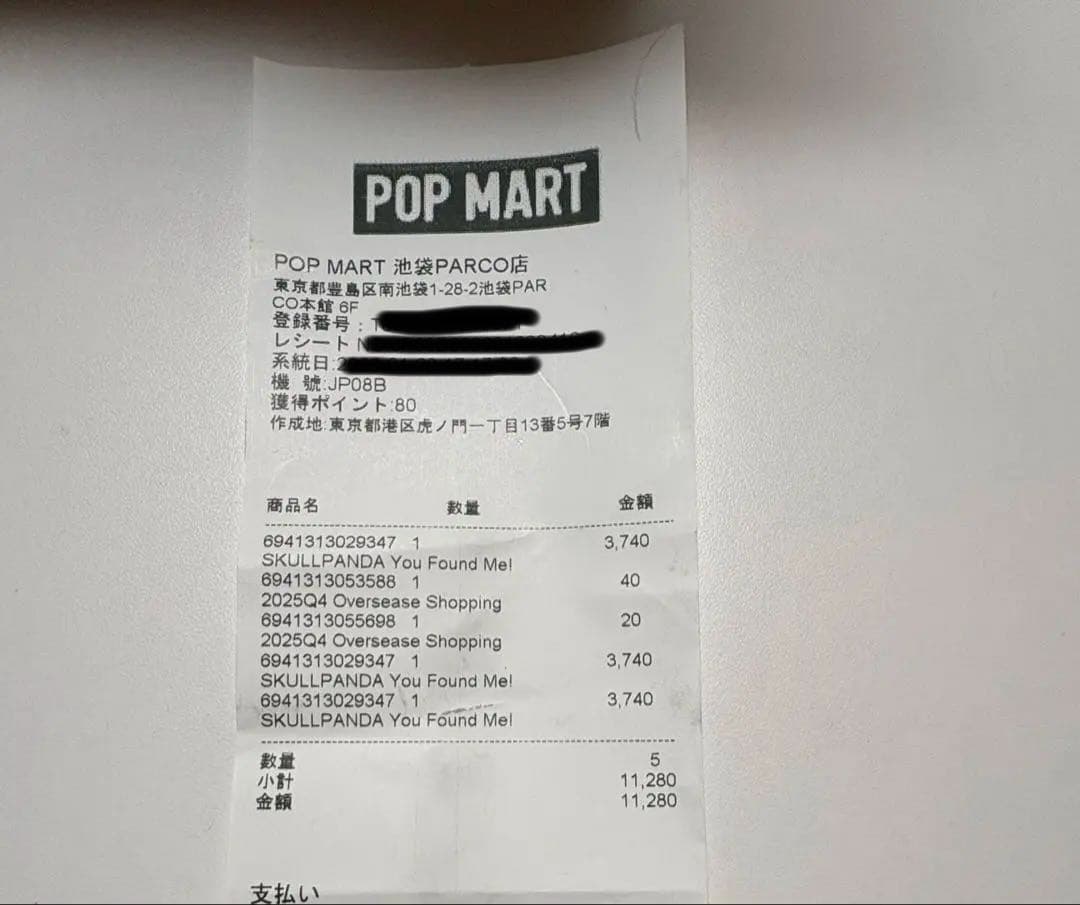 POP MART
POP MART 池袋PARCO店
東京都豊島区南池袋1-28-2池袋PAR
CO本館 6F
登録番号: T
レシート N
系統日:2
機 號:JP08B
獲得ポイント:80
作成地:東京都港区虎ノ門一丁目13番5号7階
商品名 數量 金額
6941313029347 1 3,740
SKULLPANDA You Found Me!
6941313053588 1 40
2025Q4 Oversease Shopping
6941313055698 1 20
2025Q4 Oversease Shopping
6941313029347 1 3,740
SKULLPANDA You Found Me!
6941313029347 1 3,740
SKULLPANDA You Found Me!
數量 5
小計 11,280
金額 11,280
支払い